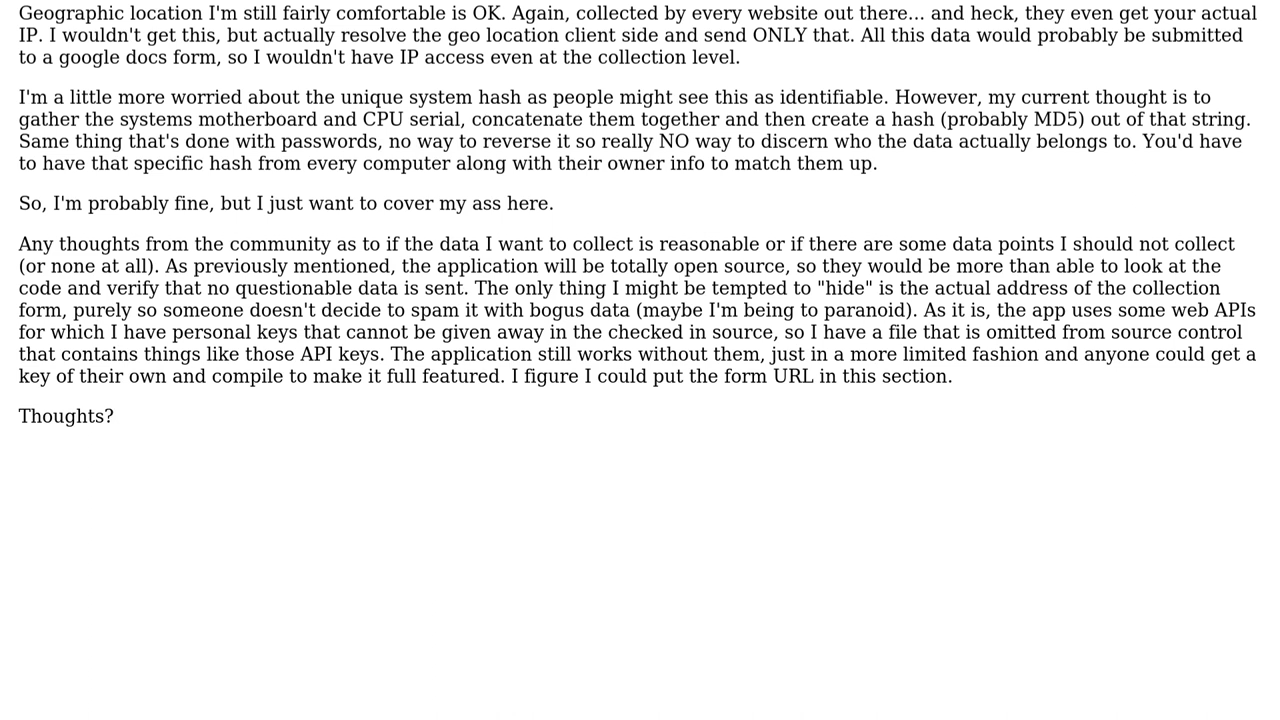 Geographic location I'm still fairly comfortable is OK. Again, collected by every website out there... and heck, they even get your actual
IP. I wouldn't get this, but actually resolve the geo location client side and send ONLY that. All this data would probably be submitted
to a google docs form, so I wouldn't have IP access even at the collection level.
I'm a little more worried about the unique system hash as people might see this as identifiable. However, my current thought is to
gather the systems motherboard and CPU serial, concatenate them together and then create a hash (probably MD5) out of that string.
Same thing that's done with passwords, no way to reverse it so really NO way to discern who the data actually belongs to. You'd have
to have that specific hash from every computer along with their owner info to match them up.
So, I'm probably fine, but I just want to cover my ass here.
Any thoughts from the community as to if the data I want to collect is reasonable or if there are some data points I should not collect
(or none at all). As previously mentioned, the application will be totally open source, so they would be more than able to look at the
code and verify that no questionable data is sent. The only thing I might be tempted to "hide" is the actual address of the collection
form, purely so someone doesn't decide to spam it with bogus data (maybe I'm being to paranoid). As it is, the app uses some web APIs
for which I have personal keys that cannot be given away in the checked in source, so I have a file that is omitted from source control
that contains things like those API keys. The application still works without them, just in a more limited fashion and anyone could get a
key of their own and compile to make it full featured. I figure I could put the form URL in this section.
Thoughts?